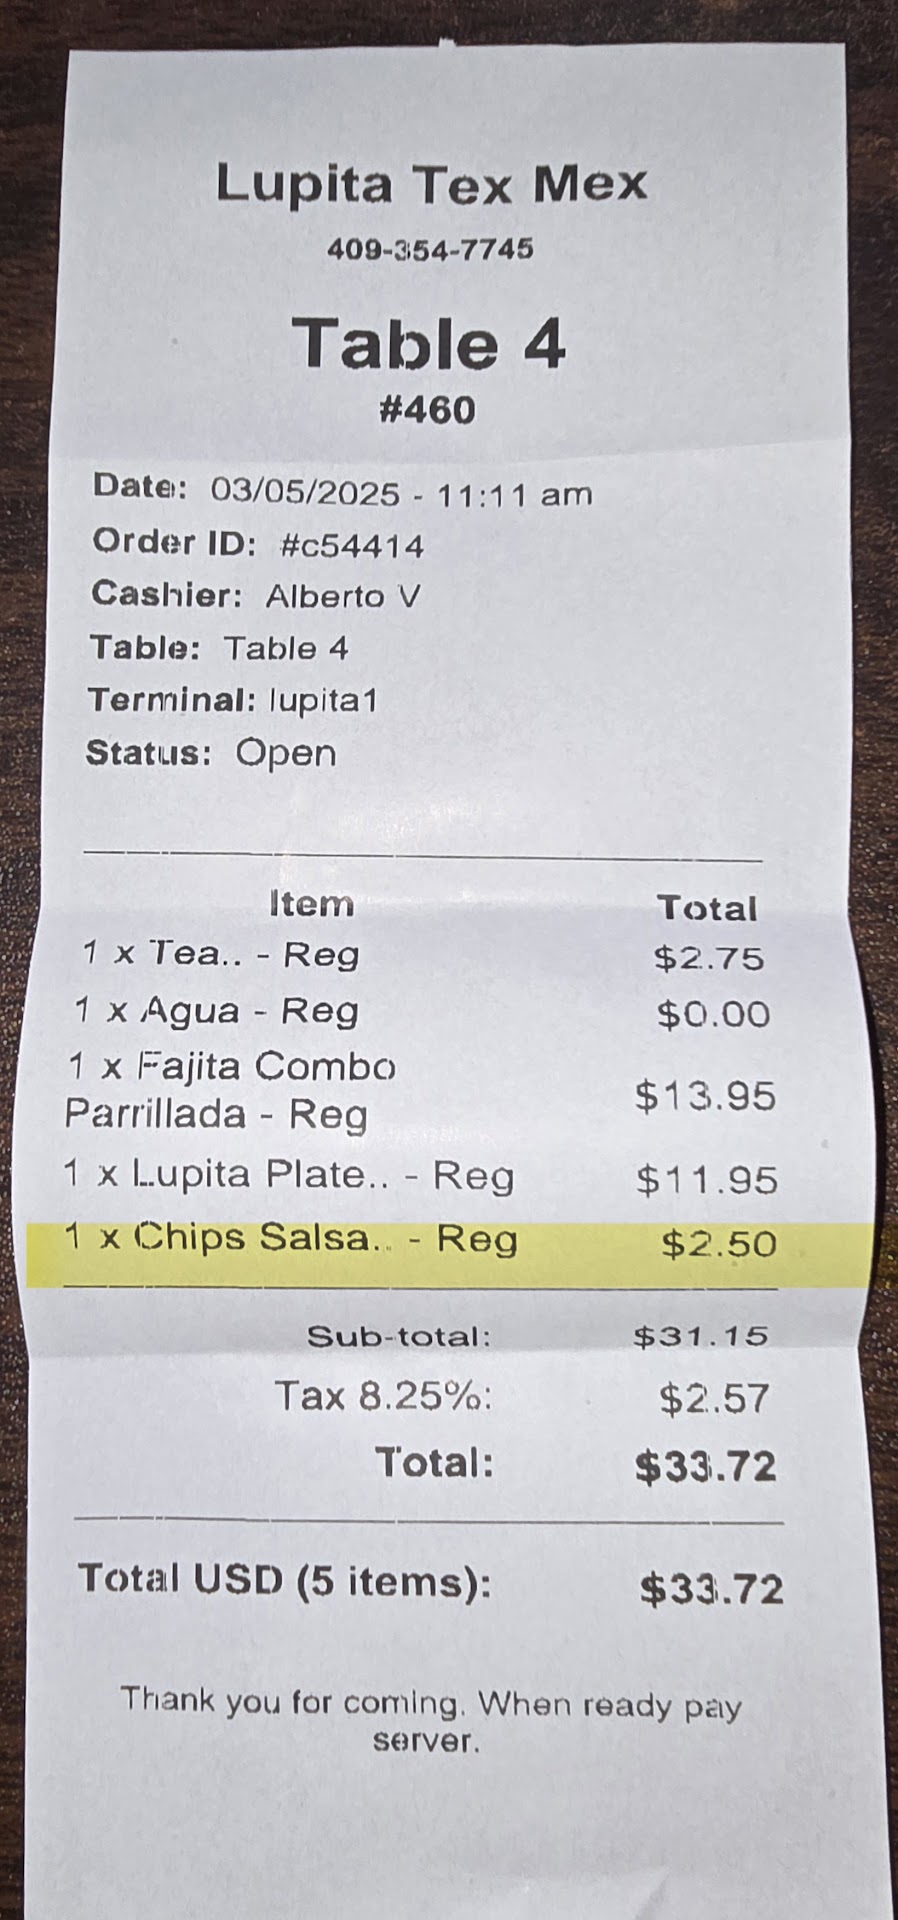 Lupita Tex Mex
409-354-7745
Table 4
#460
Date: 03/05/2025 - 11:11 am
Order ID: #c54414
Cashier: Alberto V
Table: Table 4
Terminal: lupita1
Status: Open
Item Total
1 x Tea.. - Reg $2.75
1 x Agua - Reg $0.00
1 x Fajita Combo
Parrillada - Reg $13.95
1 x Lupita Plate.. - Reg $11.95
1 x Chips Salsa.. - Reg $2.50
Sub-total: $31.15
Tax 8.25%: $2.57
Total: $33.72
Total USD (5 items): $33.72
Thank you for coming. When ready pay
server.